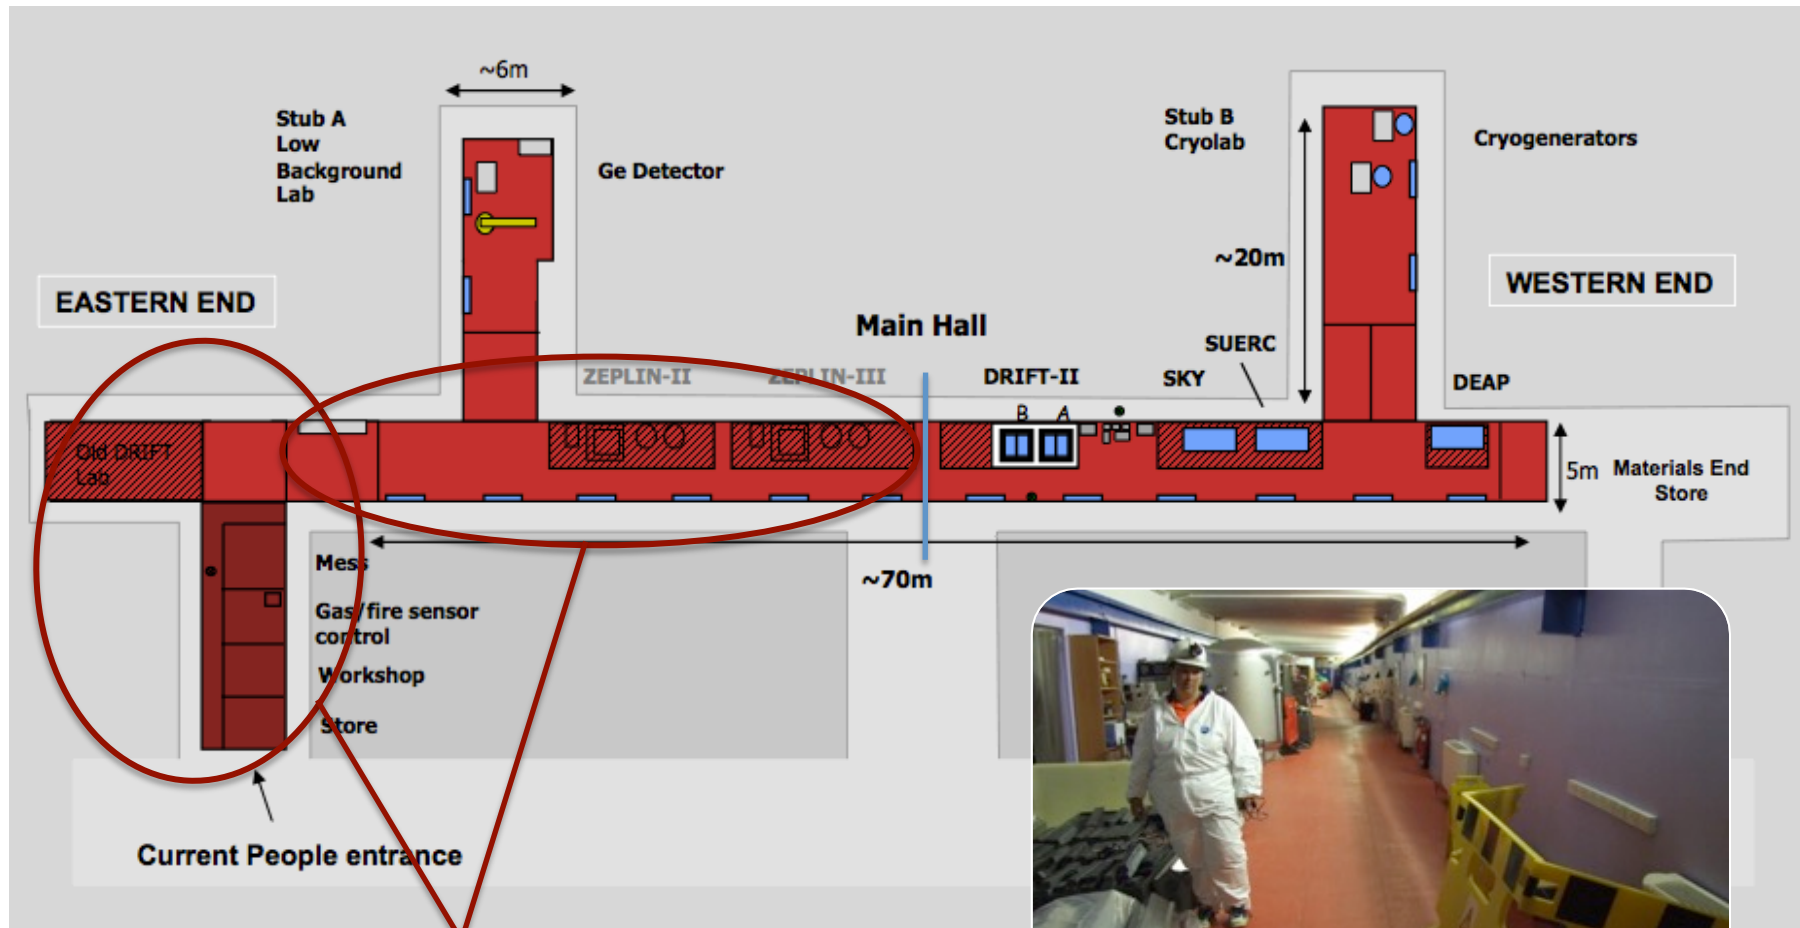 ~6m
Stub A
Low
Background
Lab
Ge Detector
Stub B
Cryolab
Cryogenerators
~20m
EASTERN END
WESTERN END
Main Hall
SUERC
ZEPLIN-II
ZEPLIN-III
DRIFT-II
SKY
DEAP
B
A
Old DRIFT
Lab
5m
Materials End
Store
Mess
Gas/fire sensor
control
Workshop
Store
~70m
Current People entrance